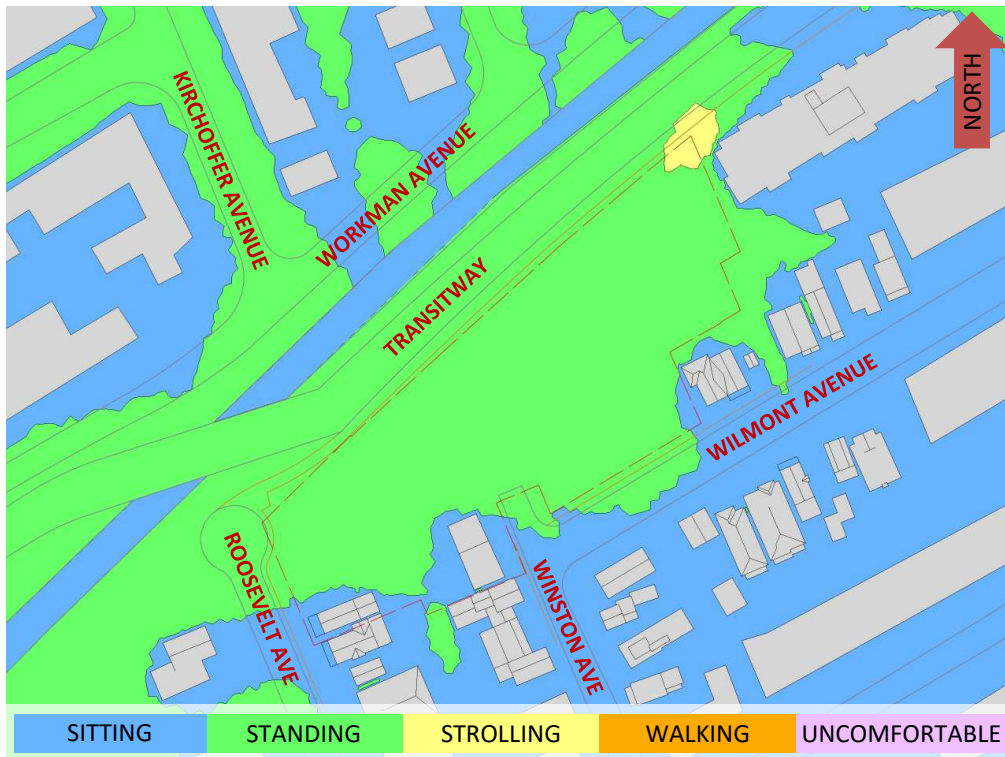 NORTH
KIRCHOFFER AVENUE
WORKMAN AVENUE
TRANSITWAY
WILMONT AVENUE
ROOSEVELT AVE
WINSTON AVE
SITTING
STANDING
STROLLING
WALKING
UNCOMFORTABLE